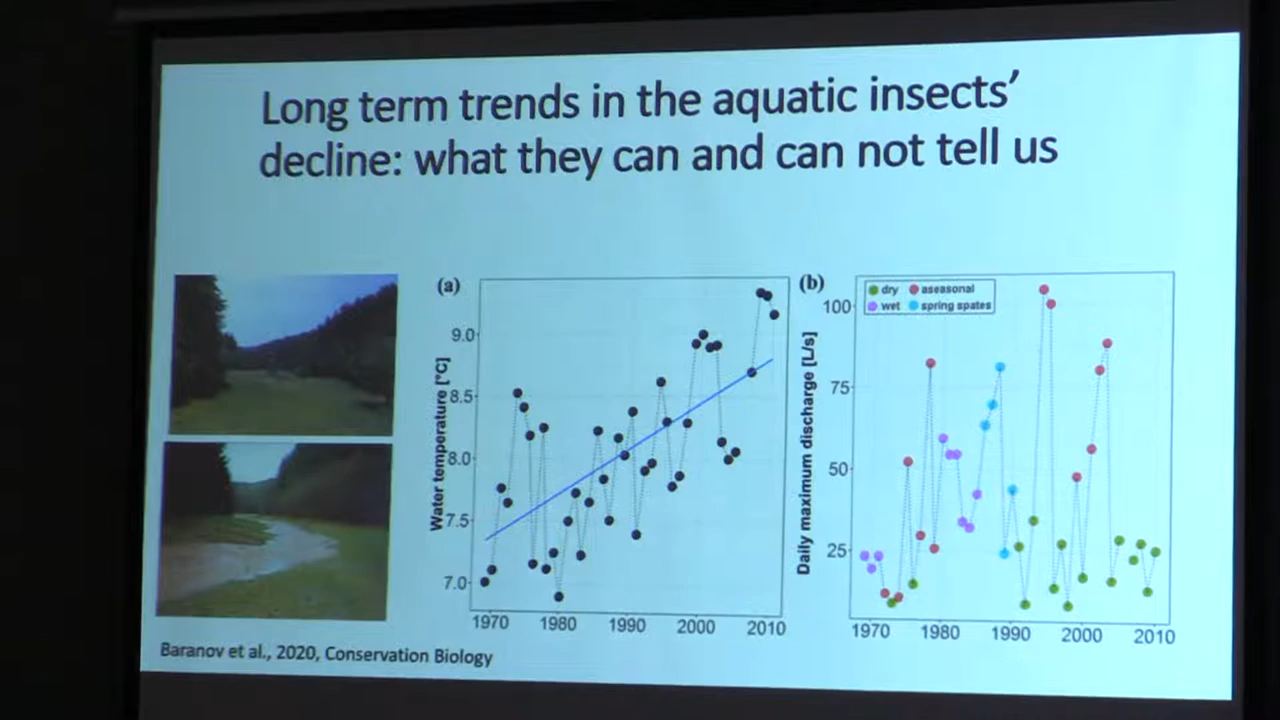 Long term trends in the aquatic insects’
decline: what they can and can not tell us
(a)
Water temperature [°C]
9.0
8.5
8.0
7.5
7.0
1970 1980 1990 2000 2010
(b)
dry aseasonal
wet spring spates
Daily maximum discharge [L/s]
100
75
50
25
1970 1980 1990 2000 2010
Baranov et al., 2020, Conservation Biology